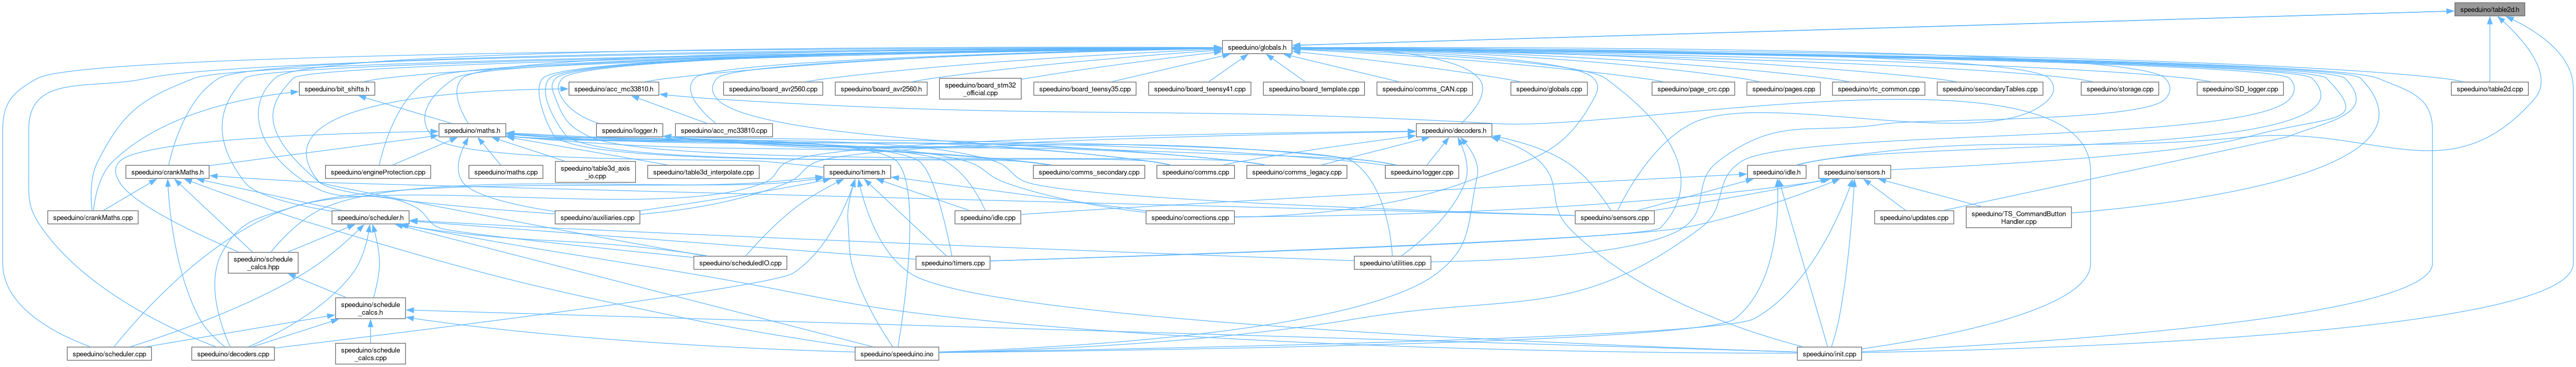 speeduino/table2d.h
speeduino/globals.h
speeduino/bit_shifts.h
speeduino/acc_mc33810.h
speeduino/board_avr2560.cpp
speeduino/board_avr2560.h
speeduino/board_stm32
_official.cpp
speeduino/board_teensy35.cpp
speeduino/board_teensy41.cpp
speeduino/board_template.cpp
speeduino/comms_CAN.cpp
speeduino/globals.cpp
speeduino/page_crc.cpp
speeduino/pages.cpp
speeduino/rtc_common.cpp
speeduino/secondaryTables.cpp
speeduino/storage.cpp
speeduino/SD_logger.cpp
speeduino/table2d.cpp
speeduino/maths.h
speeduino/logger.h
speeduino/acc_mc33810.cpp
speeduino/decoders.h
speeduino/crankMaths.h
speeduino/engineProtection.cpp
speeduino/maths.cpp
speeduino/table3d_axis
_io.cpp
speeduino/table3d_interpolate.cpp
speeduino/timers.h
speeduino/comms_secondary.cpp
speeduino/comms.cpp
speeduino/comms_legacy.cpp
speeduino/logger.cpp
speeduino/idle.h
speeduino/sensors.h
speeduino/crankMaths.cpp
speeduino/scheduler.h
speeduino/auxiliaries.cpp
speeduino/idle.cpp
speeduino/corrections.cpp
speeduino/sensors.cpp
speeduino/updates.cpp
speeduino/TS_CommandButton
Handler.cpp
speeduino/schedule
_calcs.hpp
speeduino/scheduledIO.cpp
speeduino/timers.cpp
speeduino/utilities.cpp
speeduino/schedule
_calcs.h
speeduino/scheduler.cpp
speeduino/decoders.cpp
speeduino/schedule
_calcs.cpp
speeduino/speeduino.ino
speeduino/init.cpp